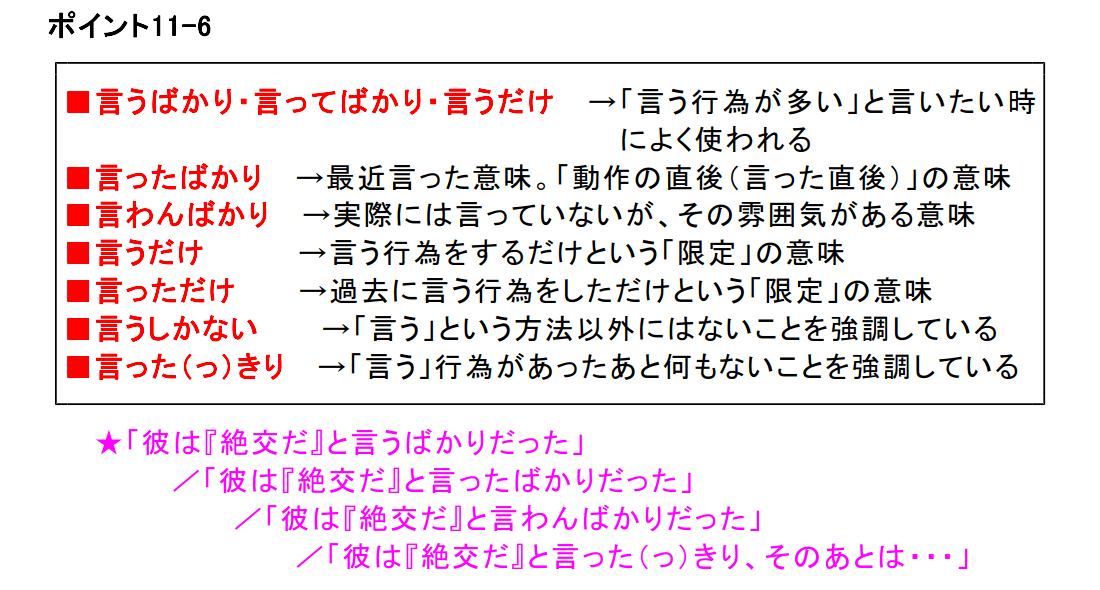 ポイント11-6
■言うばかり・言ってばかり・言うだけ　→「言う行為が多い」と言いたい時
によく使われる
■言ったばかり　→最近言った意味。「動作の直後(言った直後)」の意味
■言わんばかり　→実際には言っていないが、その雰囲気がある意味
■言うだけ　→言う行為をするだけという「限定」の意味
■言っただけ　→過去に言う行為をしただけという「限定」の意味
■言うしかない　→「言う」という方法以外にはないことを強調している
■言った(っ)きり　→「言う」行為があったあと何もないことを強調している
★「彼は『絶交だ』と言うばかりだった」
／「彼は『絶交だ』と言ったばかりだった」
／「彼は『絶交だ』と言わんばかりだった」
／「彼は『絶交だ』と言った(っ)きり、そのあとは・・・」